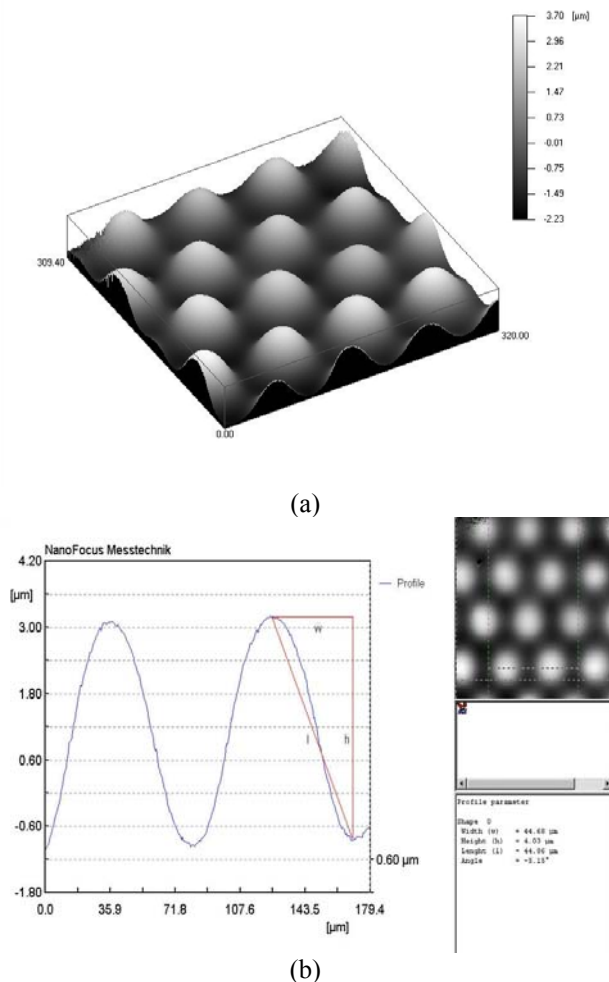 3.70 [µm]
2.96
2.21
1.47
0.73
-0.01
-0.75
-1.49
-2.23
309.40
320.00
0.00
(a)
NanoFocus Messtechnik
4.20
[µm]
3.00
1.80
0.60
-0.60
-1.80
Profile
w
l
h
0.60 µm
0.0 35.9 71.8 107.6 143.5 179.4
[µm]
Profile parameter
Shape 0
Width (w) = 44.68 µm
Height (h) = 4.03 µm
Lenght (l) = 44.86 µm
Angle = -5.15°
(b)